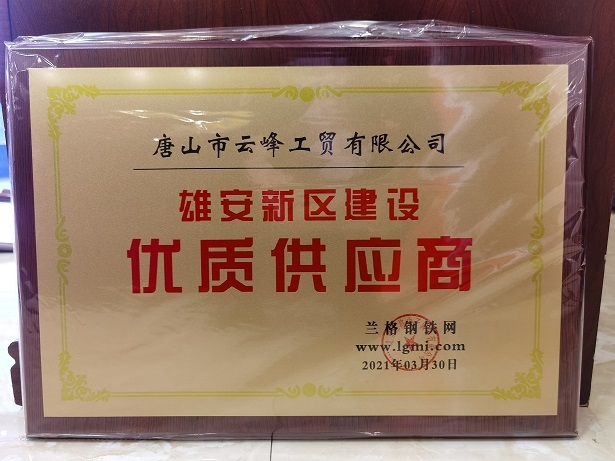 唐山市云峰工贸有限公司
雄安新区建设
优质供应商
兰格钢铁网
www.lgmi.com
2021年03月30日